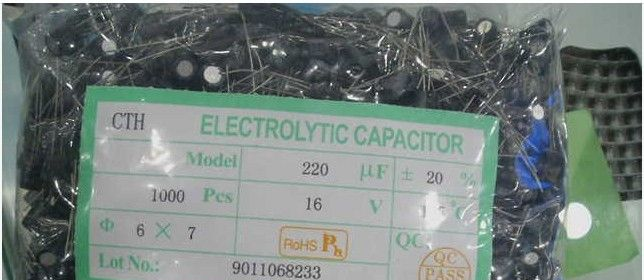 CTH ELECTROLYTIC CAPACITOR
Model 220 μF ± 20 %
1000 Pcs 16 V °C
Φ 6 × 7 RoHS QC
Lot No.: 9011068233 QC PASS